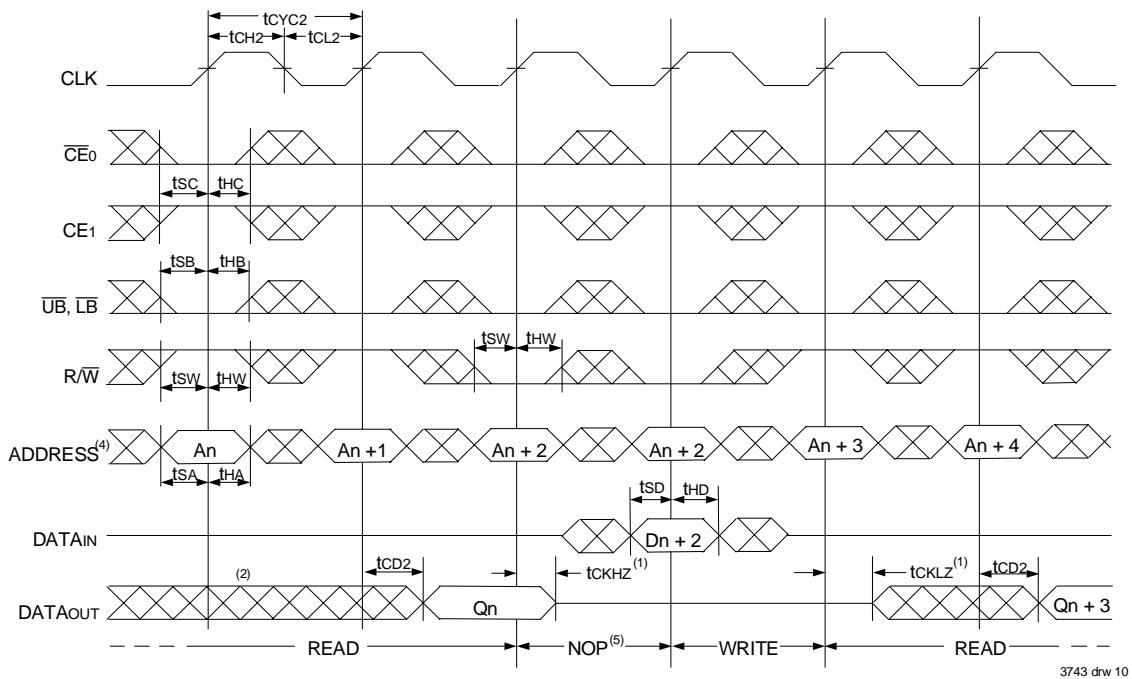 tCYC2
tCH2 tCL2
CLK
CE0
tSC tHC
CE1
tSB tHB
UB, LB
tSW tHW
R/W
tSW tHW
ADDRESS(4) An An +1 An + 2 An + 2 An + 3 An + 4
tSA tHA
tSD tHD
DATAIN Dn + 2
(2) tCD2 tCKHZ(1) tCKLZ(1) tCD2
DATAOUT Qn Qn + 3
READ NOP(5) WRITE READ
3743 drw 10